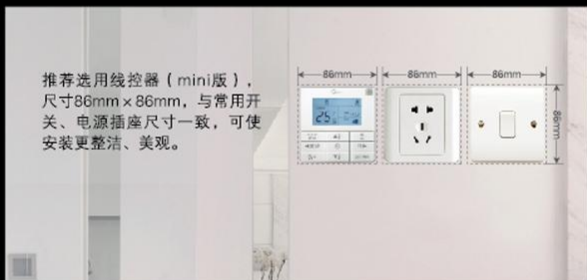 推荐选用线控器（mini版），
尺寸86mm×86mm，与常用开
关、电源插座尺寸一致，可使
安装更整洁、美观。
86mm 86mm 86mm
86mm
25